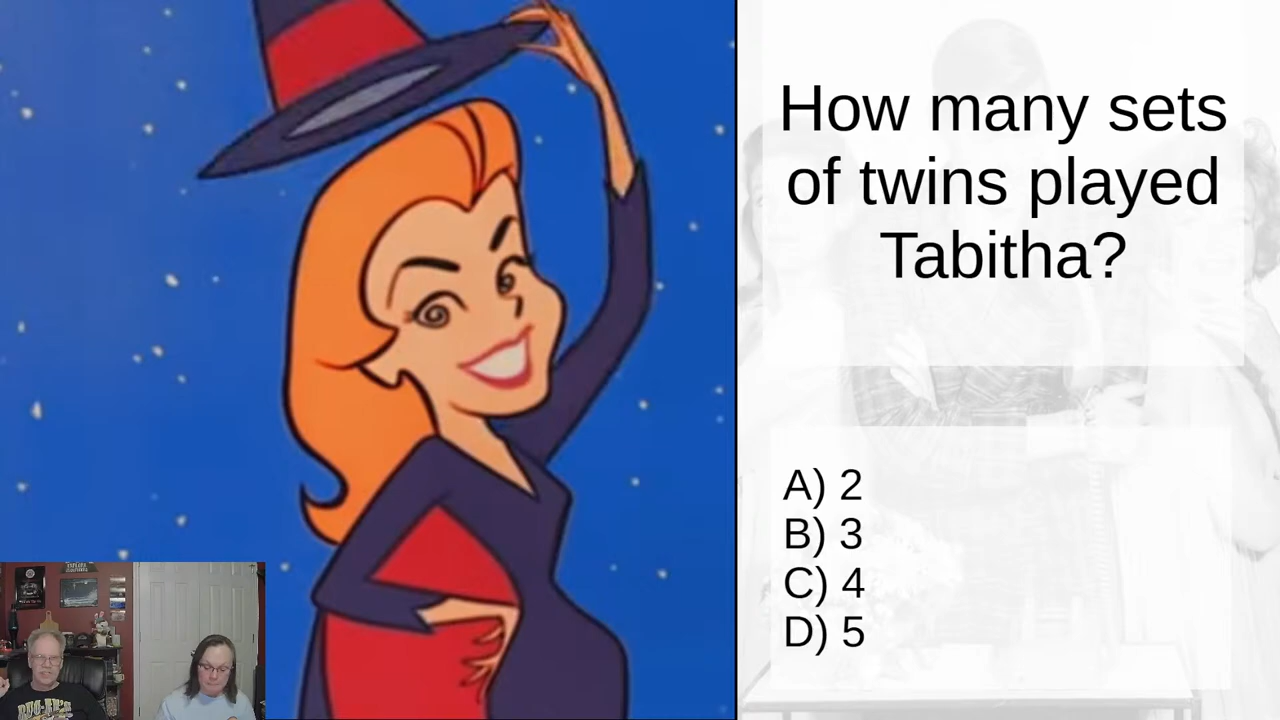 How many sets
of twins played
Tabitha?
A) 2
B) 3
C) 4
D) 5